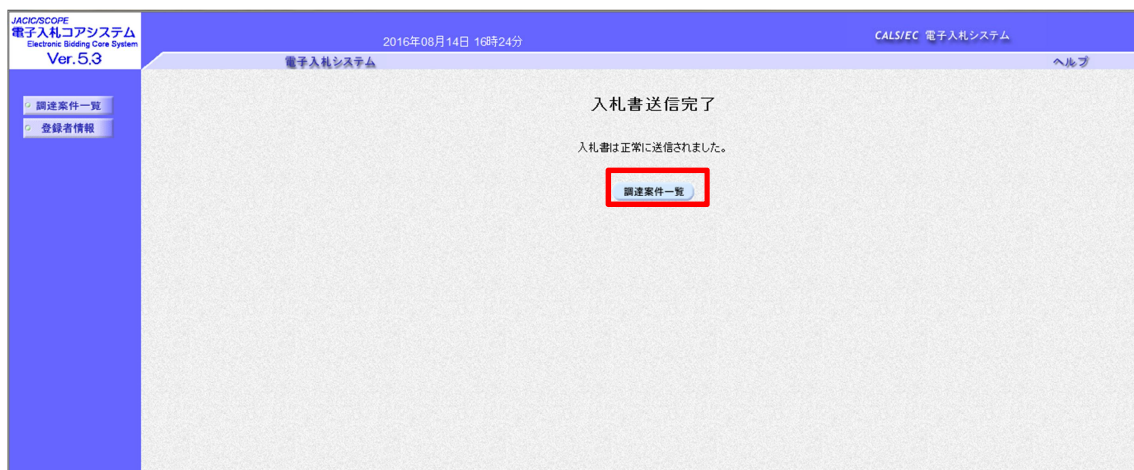 JACIC/SCOPE
電子入札コアシステム
Electronic Bidding Core System
Ver.5.3
2016年08月14日 16時24分
CALS/EC 電子入札システム
電子入札システム
ヘルプ
調達案件一覧
登録者情報
入札書送信完了
入札書は正常に送信されました。
調達案件一覧